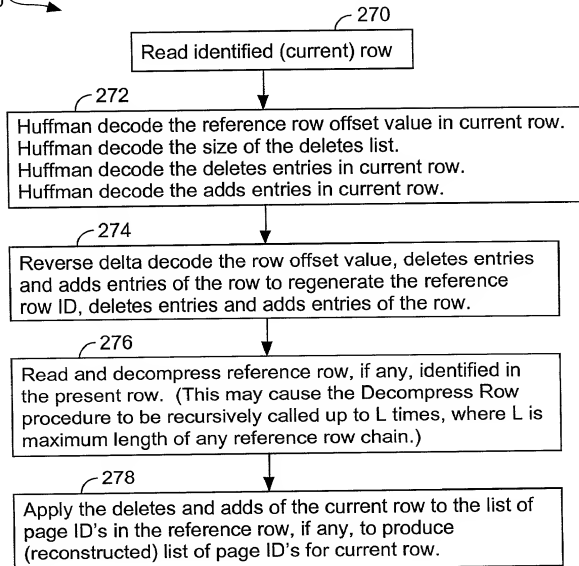 270
Read identified (current) row
272
Huffman decode the reference row offset value in current row.
Huffman decode the size of the deletes list.
Huffman decode the deletes entries in current row.
Huffman decode the adds entries in current row.
274
Reverse delta decode the row offset value, deletes entries
and adds entries of the row to regenerate the reference
row ID, deletes entries and adds entries of the row.
276
Read and decompress reference row, if any, identified in
the present row. (This may cause the Decompress Row
procedure to be recursively called up to L times, where L is
maximum length of any reference row chain.)
278
Apply the deletes and adds of the current row to the list of
page ID's in the reference row, if any, to produce
(reconstructed) list of page ID's for current row.